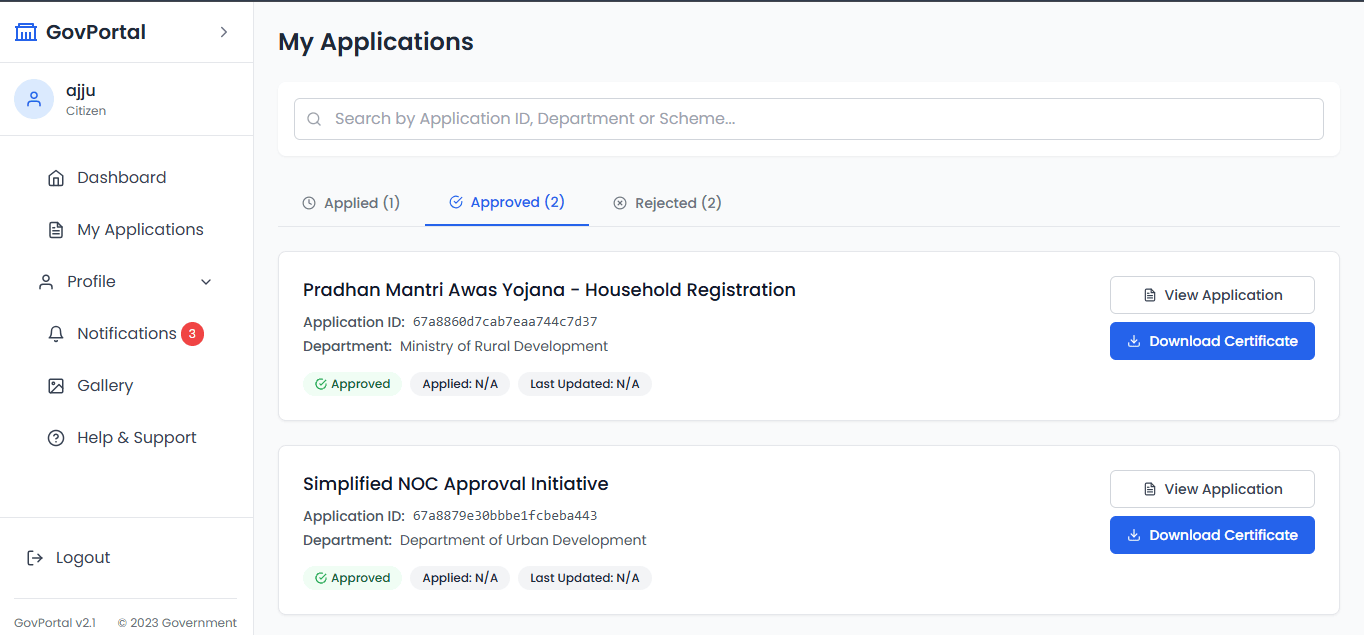 GovPortal
ajju
Citizen
Dashboard
My Applications
Profile
Notifications 3
Gallery
Help & Support
Logout
GovPortal v2.1 © 2023 Government
My Applications
Search by Application ID, Department or Scheme...
Applied (1) Approved (2) Rejected (2)
Pradhan Mantri Awas Yojana - Household Registration
Application ID: 67a8860d7cab7eaa744c7d37
Department: Ministry of Rural Development
Approved Applied: N/A Last Updated: N/A
View Application
Download Certificate
Simplified NOC Approval Initiative
Application ID: 67a8879e30bbbe1fcbeba443
Department: Department of Urban Development
Approved Applied: N/A Last Updated: N/A
View Application
Download Certificate